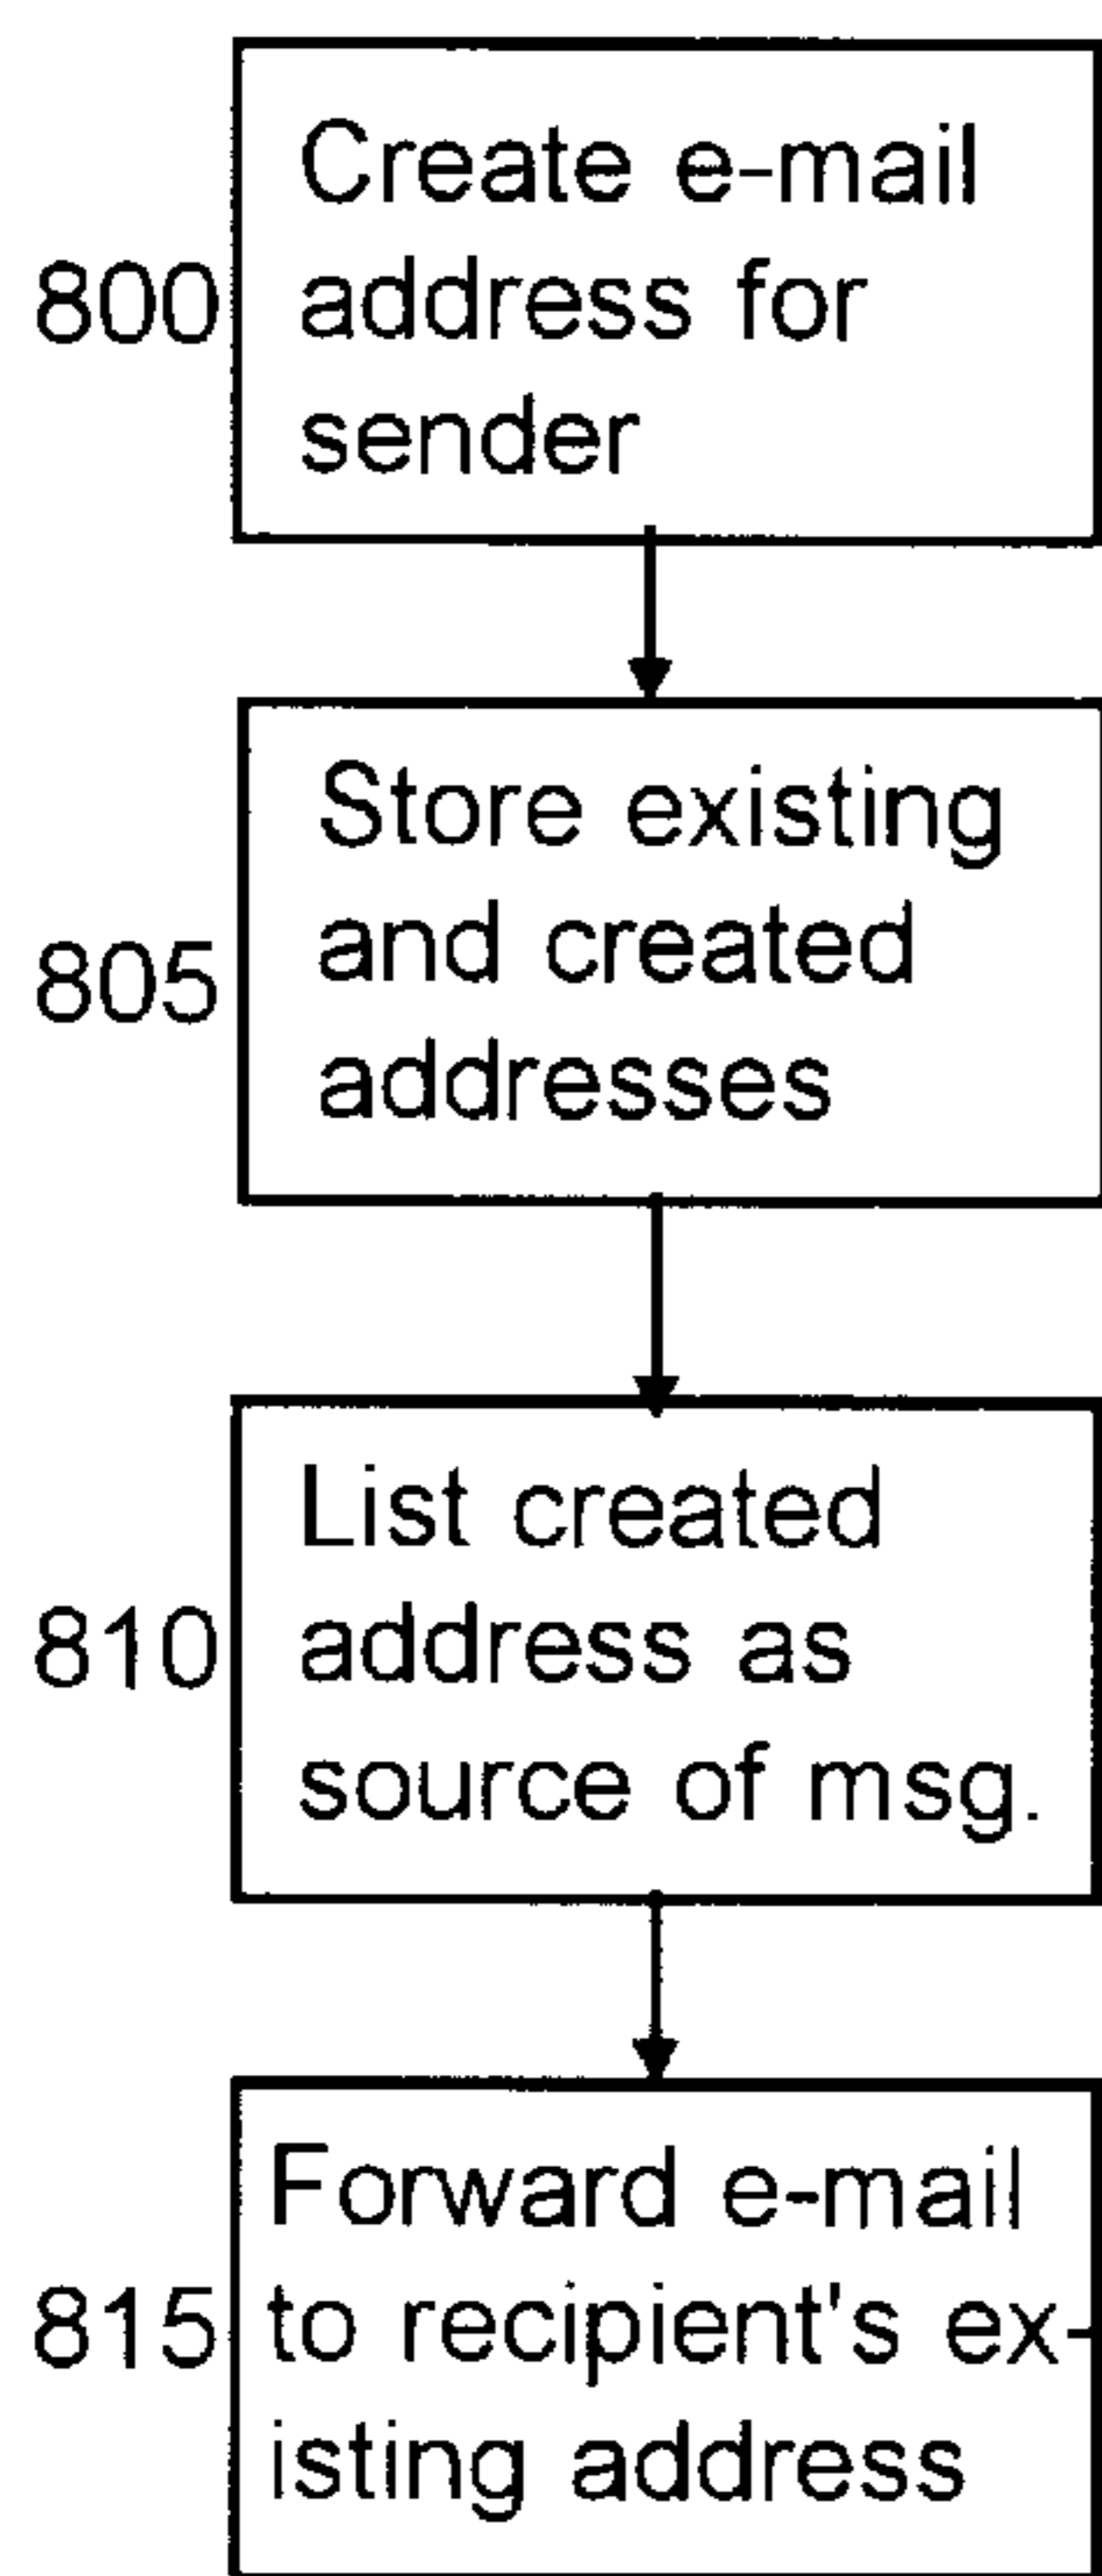 Create e-mail
800 address for
sender
Store existing
and created
805
addresses
List created
810 address as
source of msg.
Forward e-mail
815 to recipient's ex-
isting address